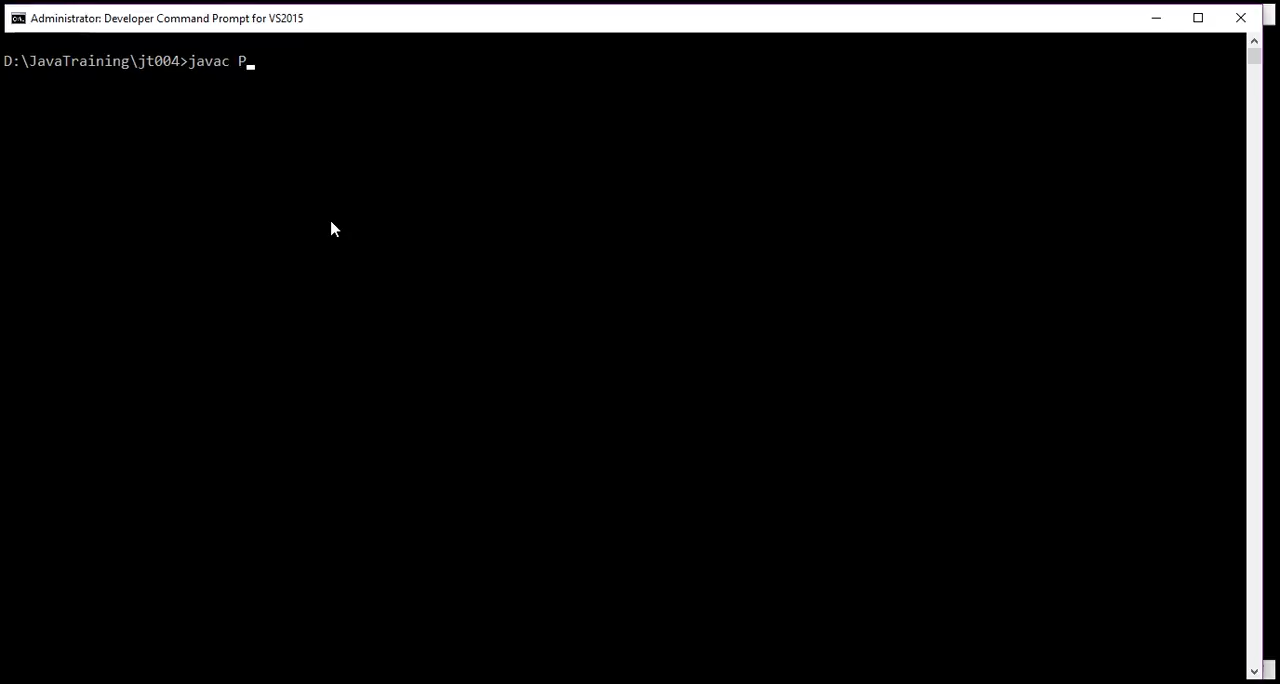 Administrator: Developer Command Prompt for VS2015
D:\JavaTraining\jt004>javac P